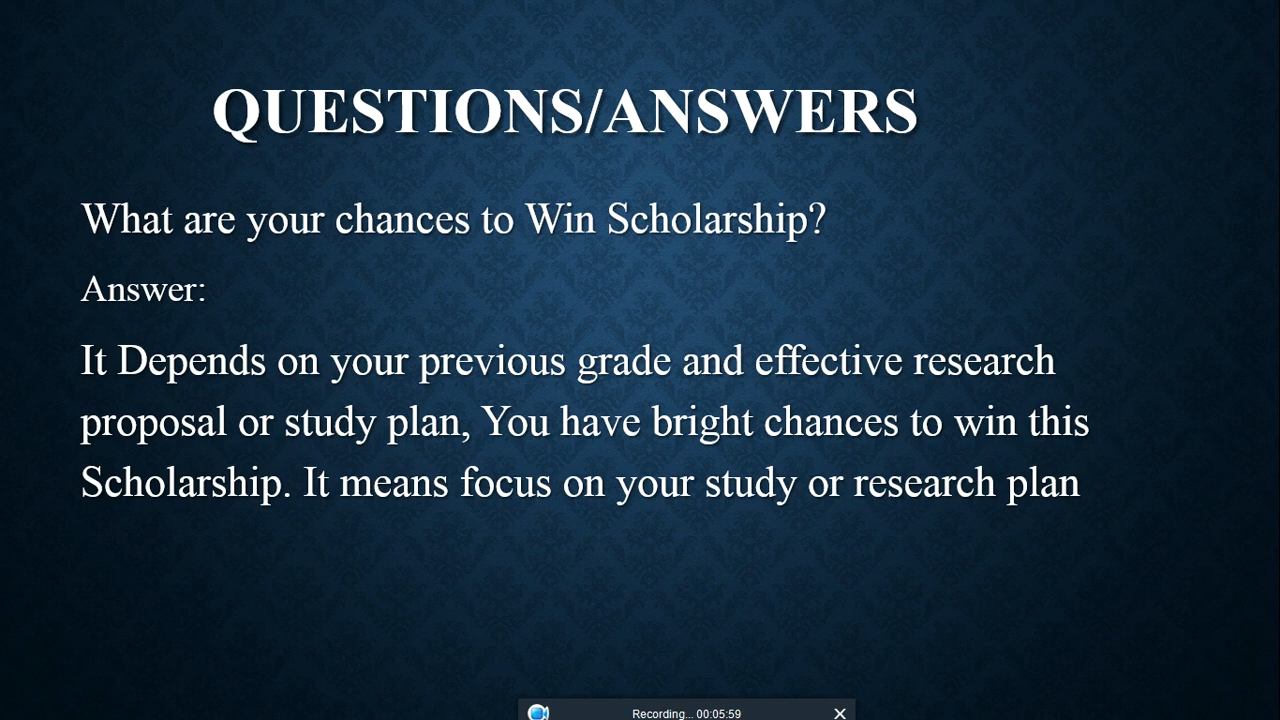 QUESTIONS/ANSWERS
What are your chances to Win Scholarship?
Answer:
It Depends on your previous grade and effective research
proposal or study plan, You have bright chances to win this
Scholarship. It means focus on your study or research plan
Recording... 00:05:59